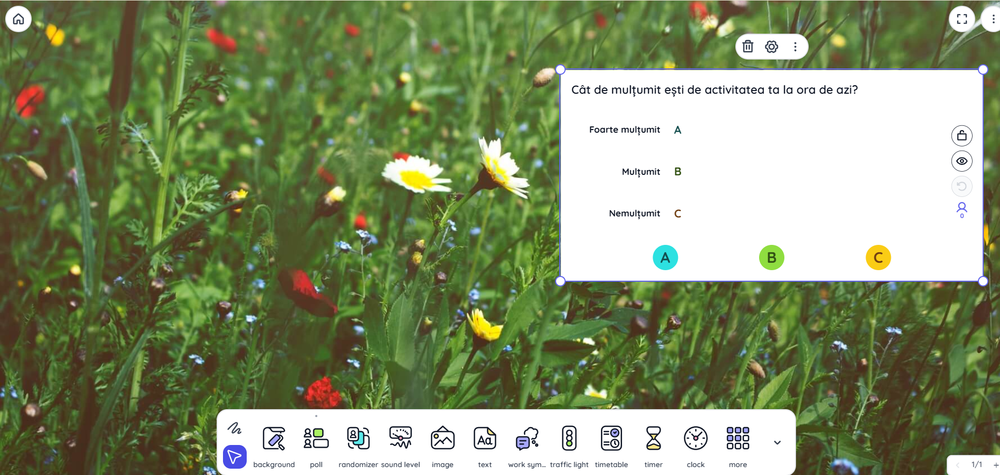 Cât de mulțumit ești de activitatea ta la ora de azi?
Foarte mulțumit A
Mulțumit B
Nemulțumit C
0
A B C
background poll randomizer sound level image Aa text work sym... traffic light timetable timer clock more
1/1 +